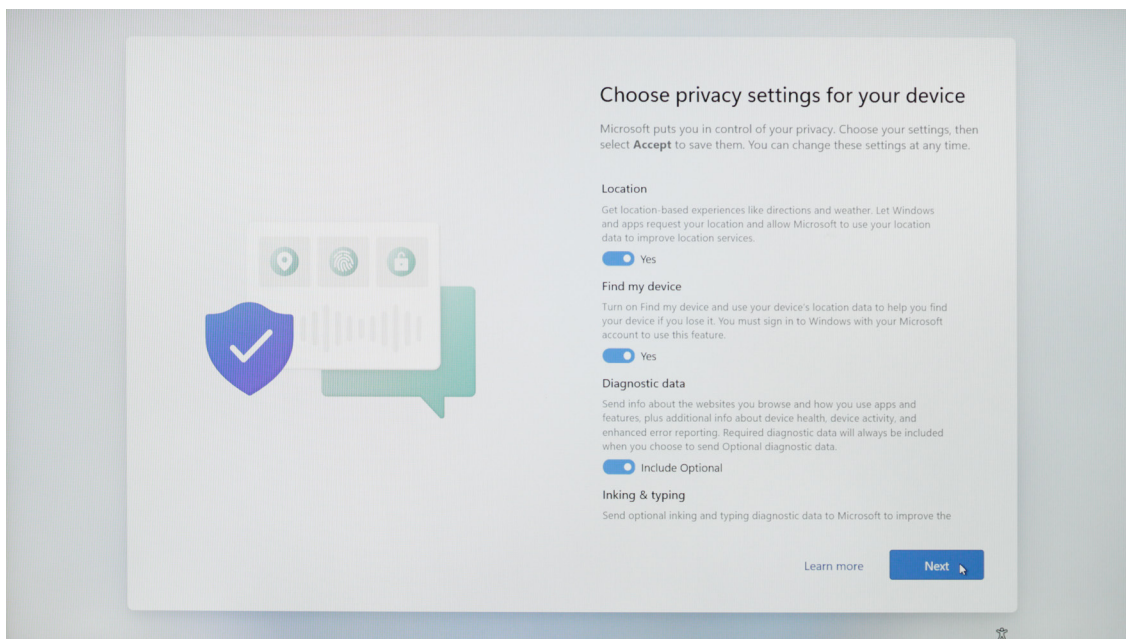 Choose privacy settings for your device
Microsoft puts you in control of your privacy. Choose your settings, then
select Accept to save them. You can change these settings at any time.
Location
Get location-based experiences like directions and weather. Let Windows
and apps request your location and allow Microsoft to use your location
data to improve location services.
Yes
Find my device
Turn on Find my device and use your device's location data to help you find
your device if you lose it. You must sign in to Windows with your Microsoft
account to use this feature.
Yes
Diagnostic data
Send info about the websites you browse and how you use apps and
features, plus additional info about device health, device activity, and
enhanced error reporting. Required diagnostic data will always be included
when you choose to send Optional diagnostic data.
Include Optional
Inking & typing
Send optional inking and typing diagnostic data to Microsoft to improve the
Learn more
Next